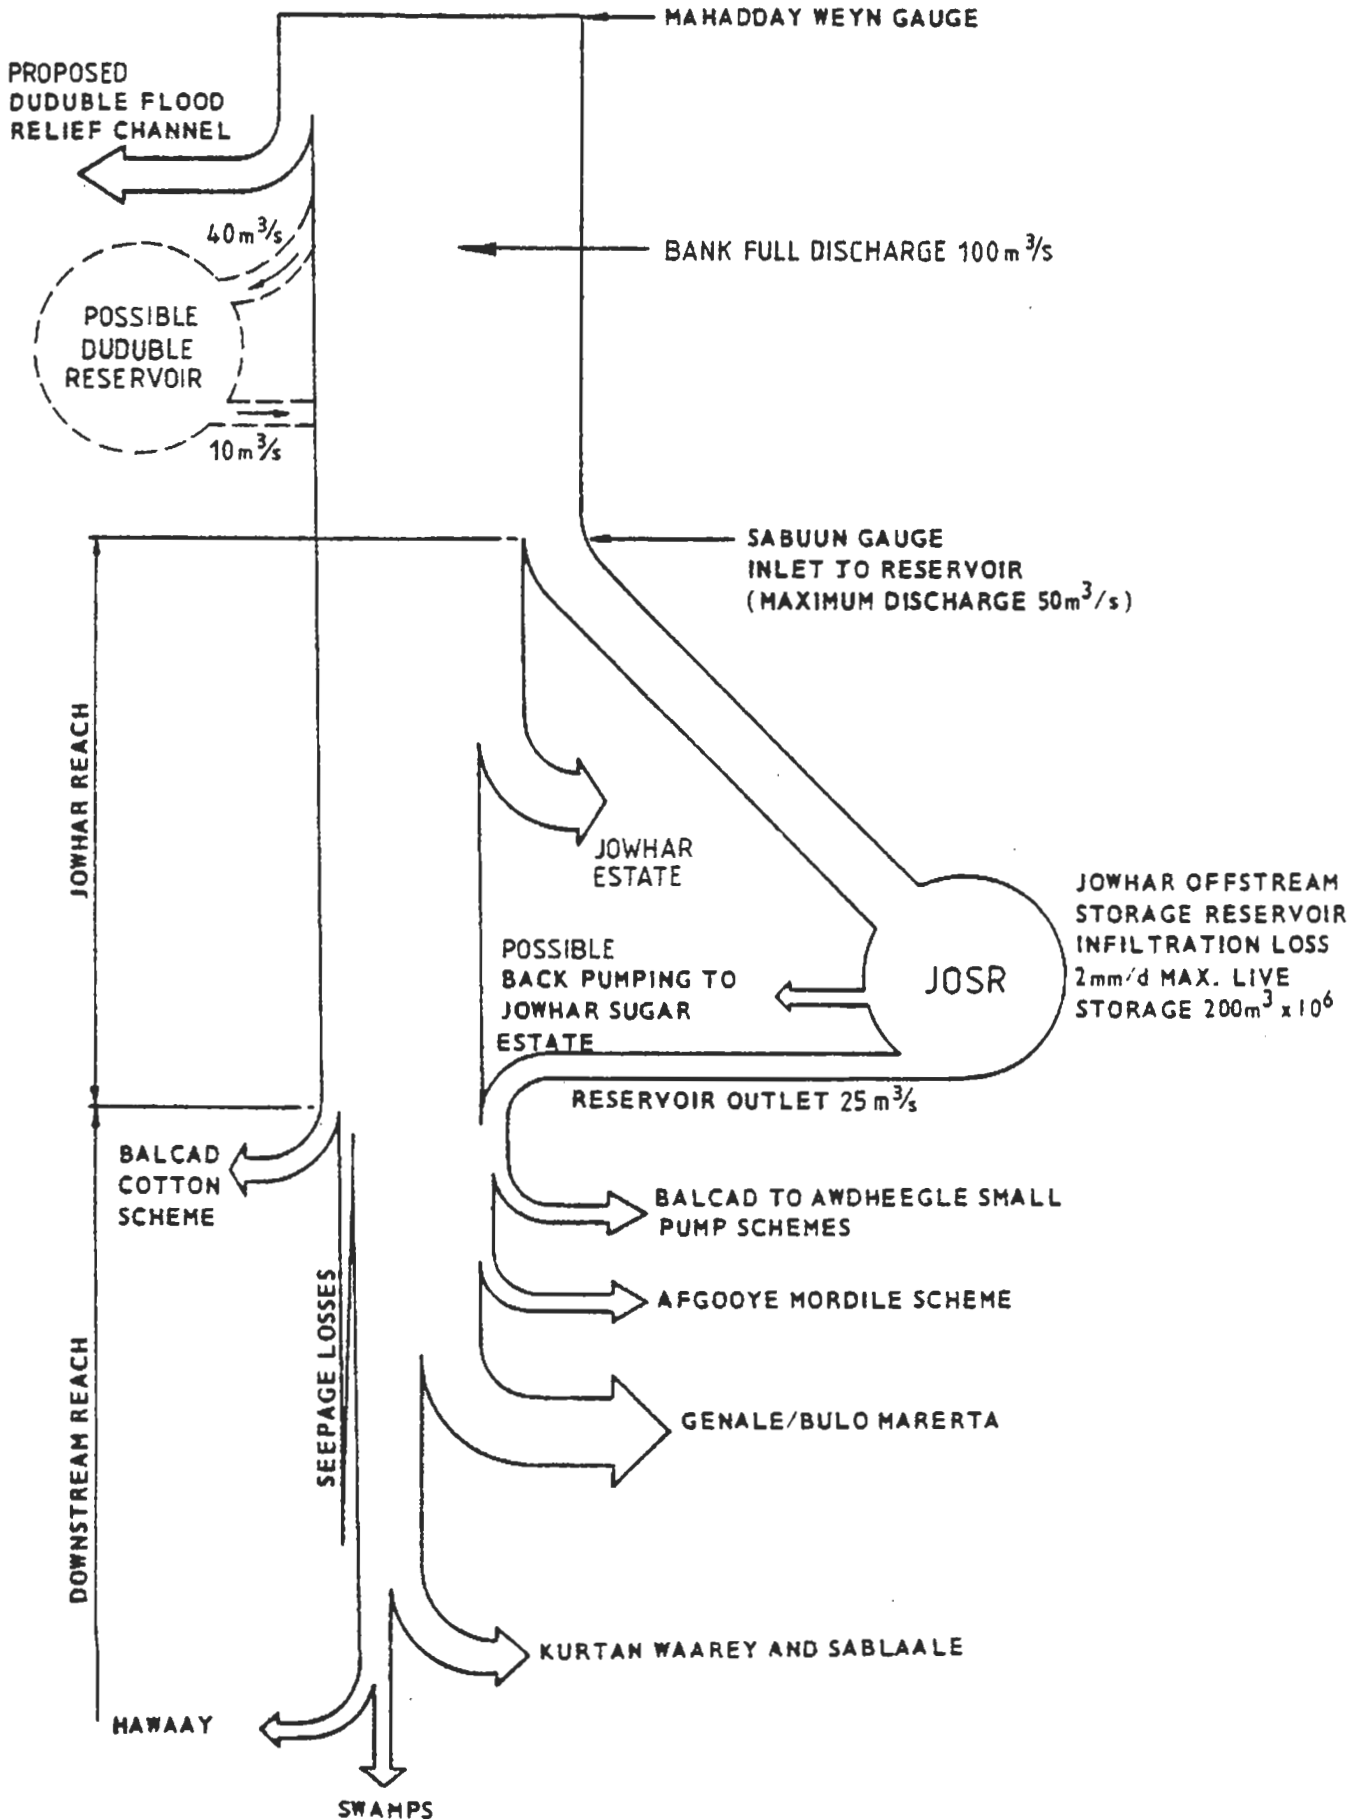 MAHADDAY WEYN GAUGE
PROPOSED
DUDUBLE FLOOD
RELIEF CHANNEL
40m³/s
BANK FULL DISCHARGE 100m³/s
POSSIBLE
DUDUBLE
RESERVOIR
10m³/s
SABUUN GAUGE
INLET TO RESERVOIR
(MAXIMUM DISCHARGE 50m³/s)
JOWHAR REACH
JOWHAR
ESTATE
JOWHAR OFFSTREAM
STORAGE RESERVOIR
INFILTRATION LOSS
2mm/d MAX. LIVE
STORAGE 200m³ x 10⁶
JOSR
POSSIBLE
BACK PUMPING TO
JOWHAR SUGAR
ESTATE
RESERVOIR OUTLET 25m³/s
BALCAD
COTTON
SCHEME
BALCAD TO AWDHEEGLE SMALL
PUMP SCHEMES
SEEPAGE LOSSES
AFGOOYE MORDILE SCHEME
DOWNSTREAM REACH
GENALE/BULO MARERTA
KURTAN WAAREY AND SABLAALE
HAWAAY
SWAMPS